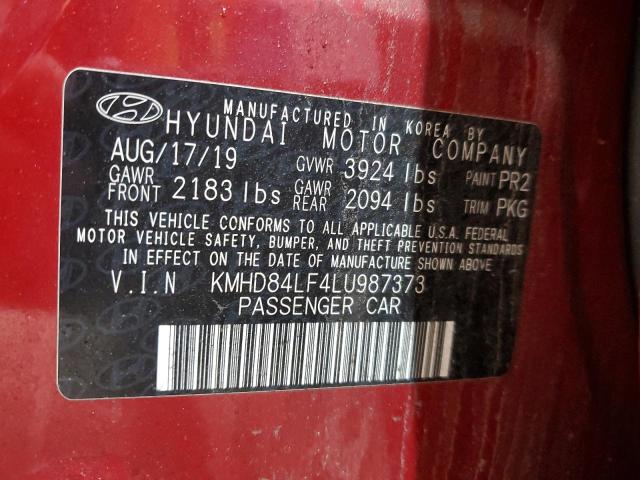 MANUFACTURED IN KOREA BY
HYUNDAI MOTOR COMPANY
AUG/17/19 GVWR 3924 lbs PAINT PR2
GAWR FRONT 2183 lbs GAWR REAR 2094 lbs TRIM PKG
THIS VEHICLE CONFORMS TO ALL APPLICABLE U.S.A. FEDERAL
MOTOR VEHICLE SAFETY, BUMPER, AND THEFT PREVENTION STANDARDS
IN EFFECT ON THE DATE OF MANUFACTURE SHOWN ABOVE.
V.I.N KMHD84LF4LU987373
PASSENGER CAR